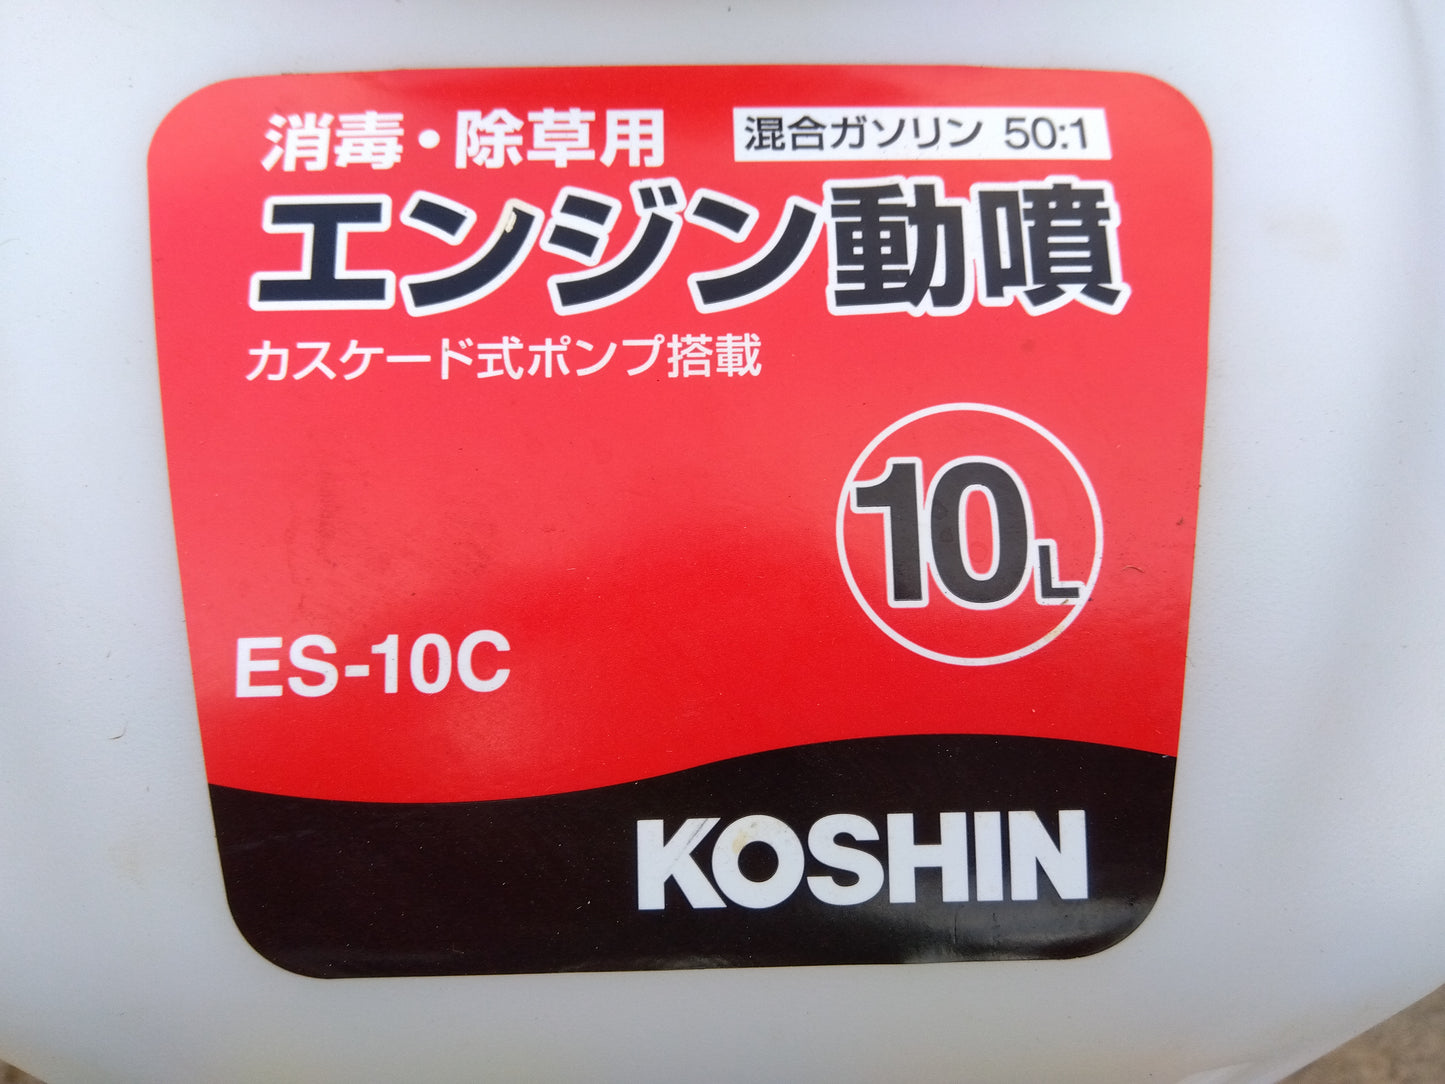 消毒・除草用
混合ガソリン 50:1
エンジン動噴
カスケード式ポンプ搭載
10L
ES-10C
KOSHIN